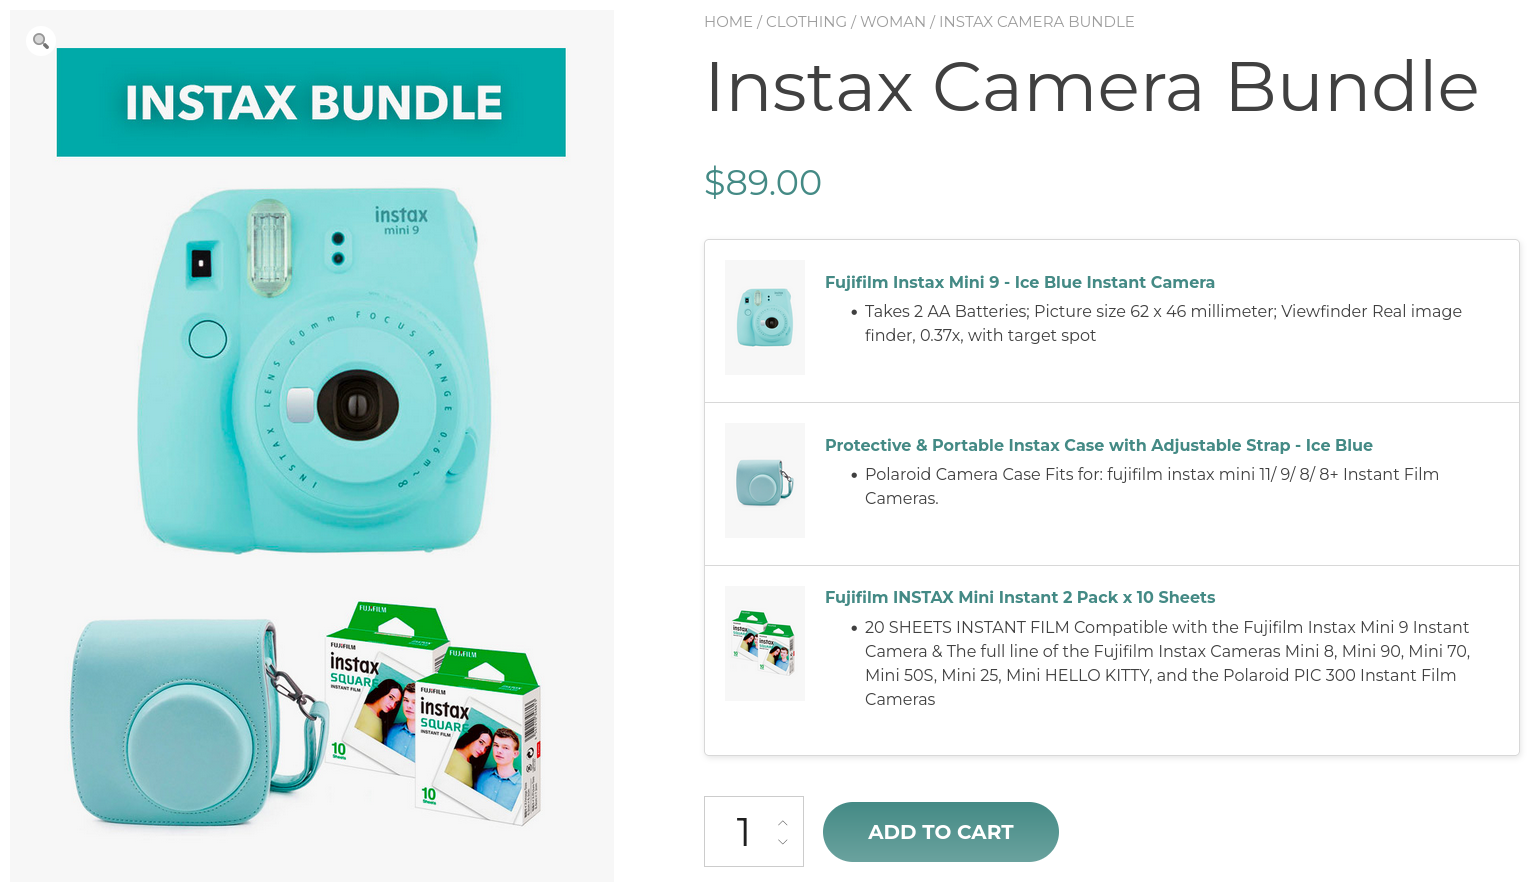 INSTAX BUNDLE
instax
mini 9
INSTAX LENS 60mm FOCUS RANGE 0.6m~∞
FUJIFILM
FUJIFILM
instax
SQUARE
INSTANT FILM
10
Sheets
FUJIFILM
FUJIFILM
instax
SQUARE
INSTANT FILM
10
Sheets
HOME / CLOTHING / WOMAN / INSTAX CAMERA BUNDLE
Instax Camera Bundle
$89.00
Fujifilm Instax Mini 9 - Ice Blue Instant Camera
• Takes 2 AA Batteries; Picture size 62 x 46 millimeter; Viewfinder Real image
finder, 0.37x, with target spot
Protective & Portable Instax Case with Adjustable Strap - Ice Blue
• Polaroid Camera Case Fits for: fujifilm instax mini 11/ 9/ 8/ 8+ Instant Film
Cameras.
Fujifilm INSTAX Mini Instant 2 Pack x 10 Sheets
• 20 SHEETS INSTANT FILM Compatible with the Fujifilm Instax Mini 9 Instant
Camera & The full line of the Fujifilm Instax Cameras Mini 8, Mini 90, Mini 70,
Mini 50S, Mini 25, Mini HELLO KITTY, and the Polaroid PIC 300 Instant Film
Cameras
1
ADD TO CART